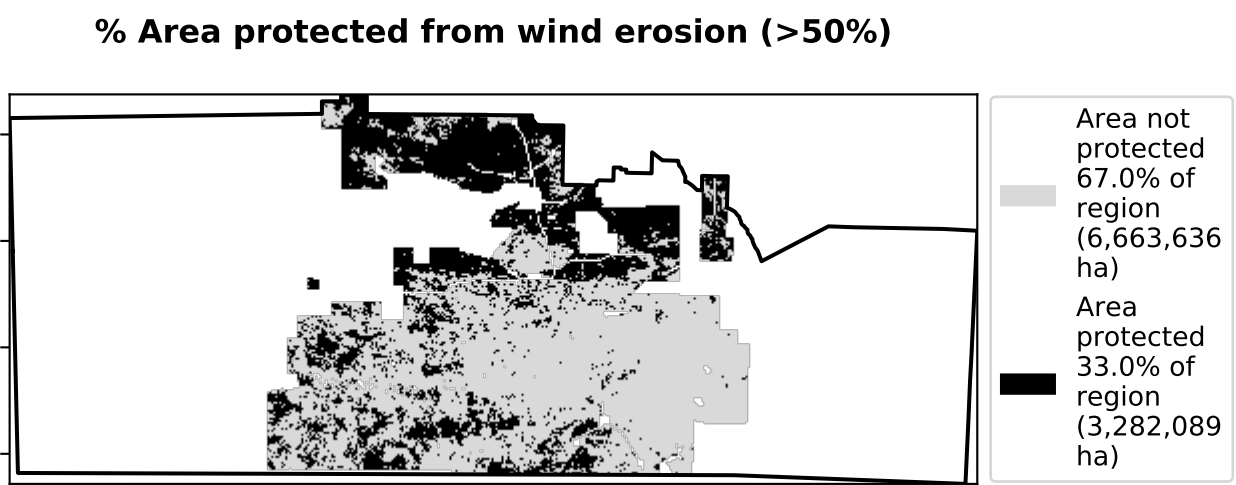 % Area protected from wind erosion (>50%)
Area not
protected
67.0% of
region
(6,663,636
ha)
Area
protected
33.0% of
region
(3,282,089
ha)